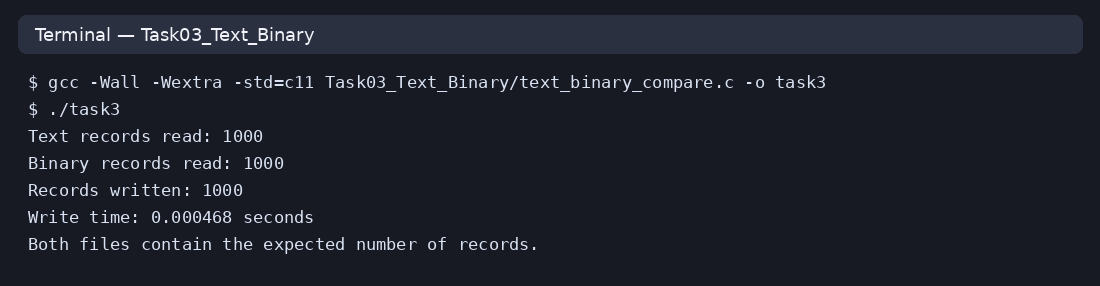 Terminal — Task03_Text_Binary
$ gcc -Wall -Wextra -std=c11 Task03_Text_Binary/text_binary_compare.c -o task3
$ ./task3
Text records read: 1000
Binary records read: 1000
Records written: 1000
Write time: 0.000468 seconds
Both files contain the expected number of records.